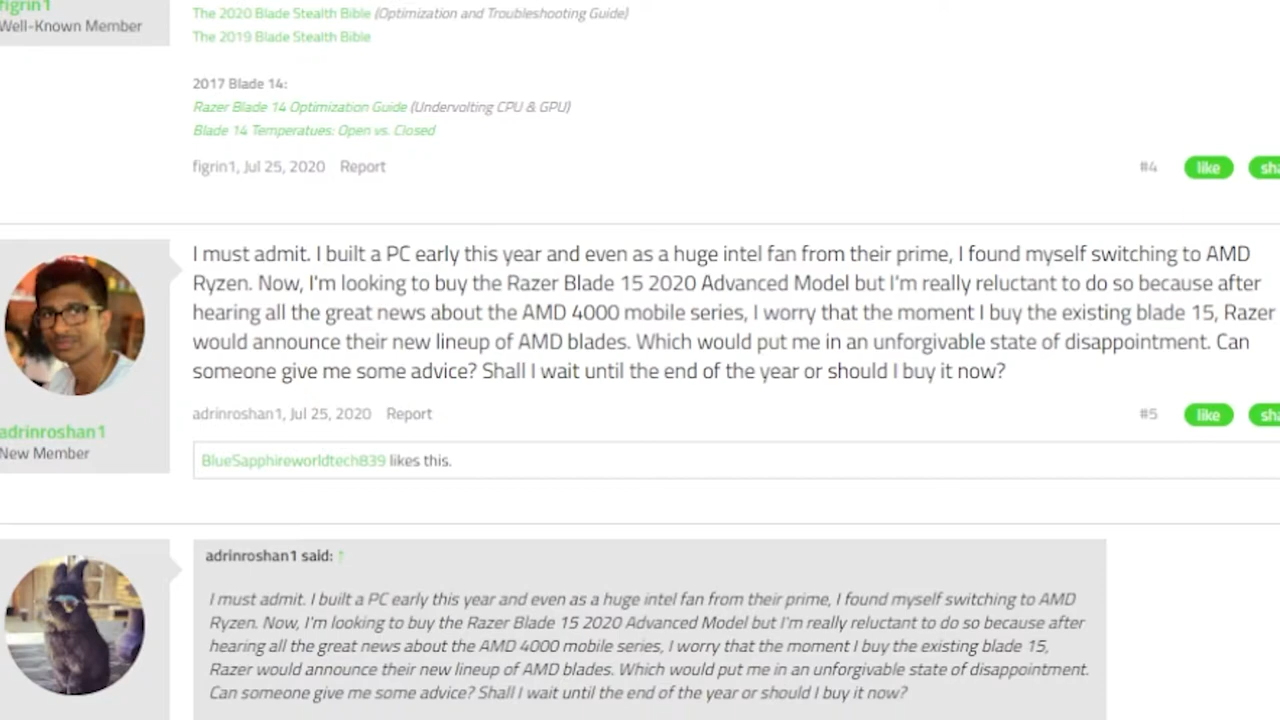 figrin1
Well-Known Member
The 2020 Blade Stealth Bible (Optimization and Troubleshooting Guide)
The 2019 Blade Stealth Bible
2017 Blade 14:
Razer Blade 14 Optimization Guide (Undervolting CPU & GPU)
Blade 14 Temperatues: Open vs. Closed
figrin1, Jul 25, 2020 Report #4 like sha
I must admit. I built a PC early this year and even as a huge intel fan from their prime, I found myself switching to AMD
Ryzen. Now, I'm looking to buy the Razer Blade 15 2020 Advanced Model but I'm really reluctant to do so because after
hearing all the great news about the AMD 4000 mobile series, I worry that the moment I buy the existing blade 15, Razer
would announce their new lineup of AMD blades. Which would put me in an unforgivable state of disappointment. Can
someone give me some advice? Shall I wait until the end of the year or should I buy it now?
adrinroshan1, Jul 25, 2020 Report #5 like sha
adrinroshan1
New Member
BlueSapphireworldtech839 likes this.
adrinroshan1 said: ↑
I must admit. I built a PC early this year and even as a huge intel fan from their prime, I found myself switching to AMD
Ryzen. Now, I'm looking to buy the Razer Blade 15 2020 Advanced Model but I'm really reluctant to do so because after
hearing all the great news about the AMD 4000 mobile series, I worry that the moment I buy the existing blade 15,
Razer would announce their new lineup of AMD blades. Which would put me in an unforgivable state of disappointment.
Can someone give me some advice? Shall I wait until the end of the year or should I buy it now?